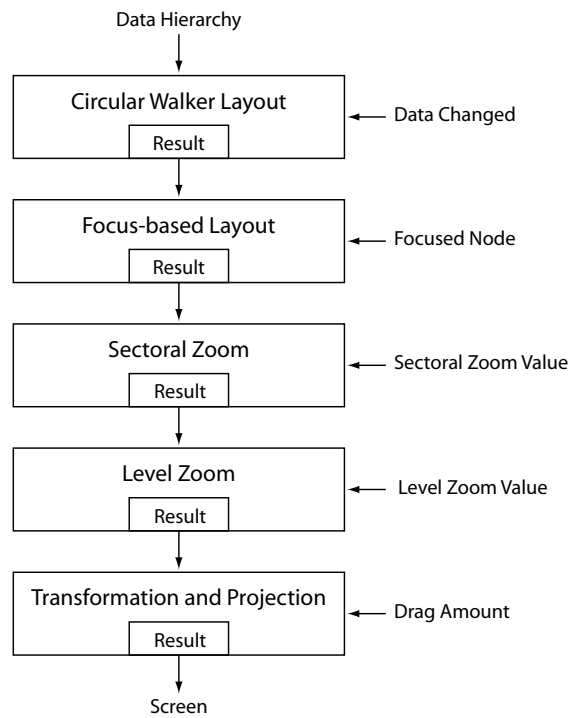 Data Hierarchy
Circular Walker Layout
Data Changed
Result
Focus-based Layout
Focused Node
Result
Sectoral Zoom
Sectoral Zoom Value
Result
Level Zoom
Level Zoom Value
Result
Transformation and Projection
Drag Amount
Result
Screen